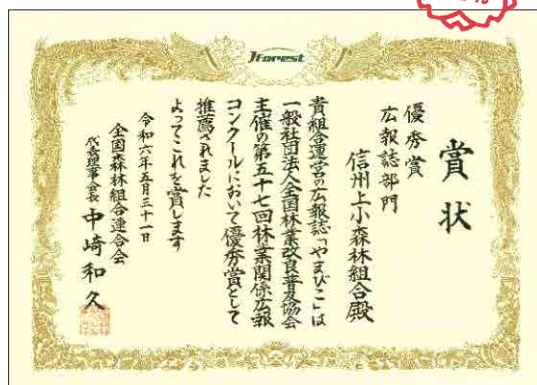 JForest
賞状
優秀賞
広報誌部門
信州上小森林組合殿
貴組合運営の広報誌「やまびこ」は
一般社団法人全国林業改良普及協会
主催の第五十七回林業関係広報
コンクールにおいて優秀賞として
推薦されました
よってこれを賞します
令和六年五月三十一日
全国森林組合連合会
代表理事会長 中崎和久